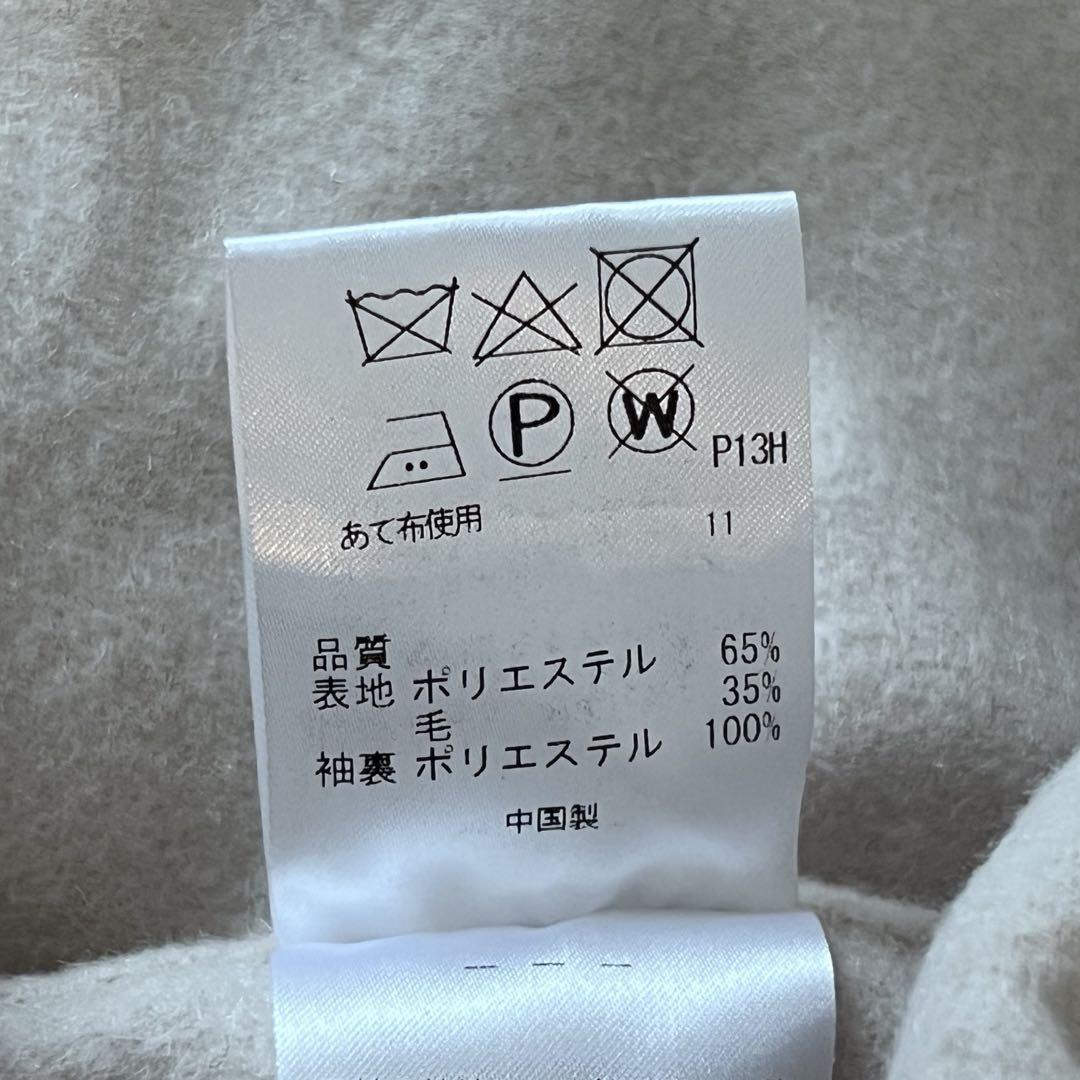 P
W
P13H
あて布使用
11
品質
表地 ポリエステル 65%
毛 35%
袖裏 ポリエステル 100%
中国製